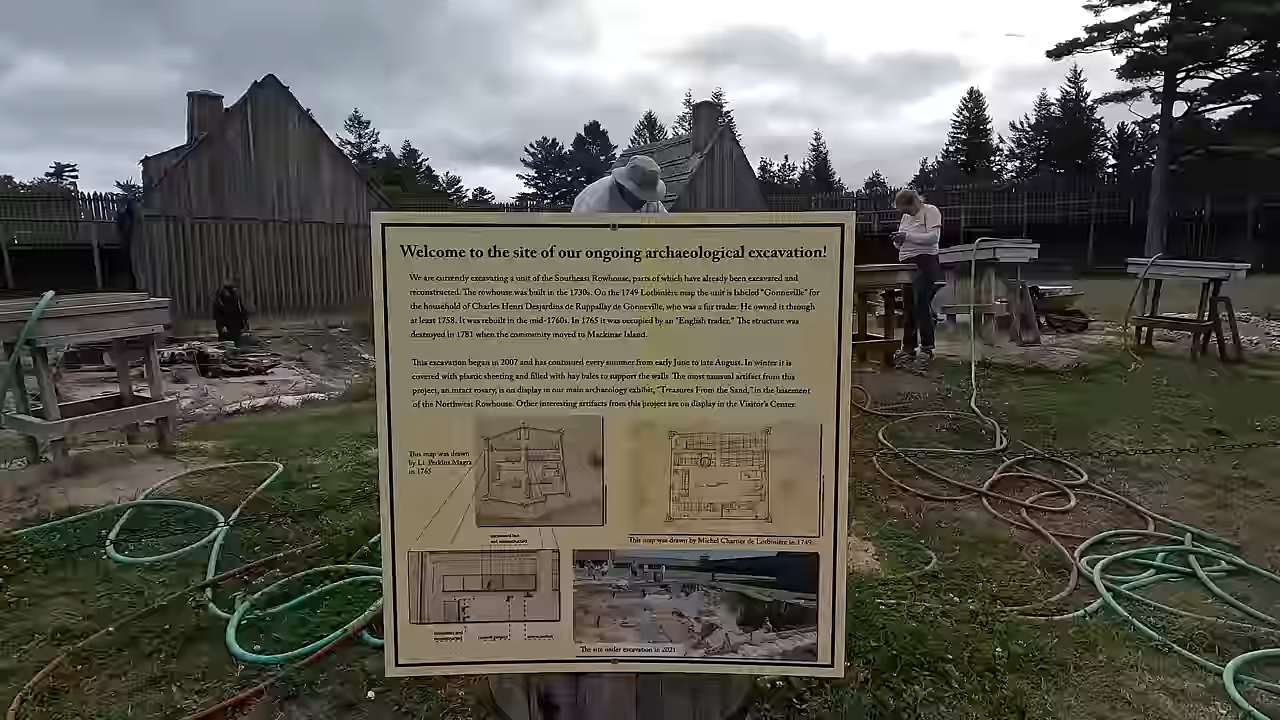 Welcome to the site of our ongoing archaeological excavation!
We are currently excavating a unit of the Southeast Rowhouse, parts of which have already been excavated and
reconstructed. The rowhouse was built in the 1730s. On the 1749 Lotbinière map the unit is labeled "Gonneville" for
the household of Charles Henri Desjardins de Ruppallay de Gonneville, who was a fur trader. He owned it through
at least 1758. It was rebuilt in the mid-1760s. In 1765 it was occupied by an "English trader." The structure was
destroyed in 1781 when the community moved to Mackinac Island.
This excavation began in 2007 and has continued every summer from early June to late August. In winter it is
covered with plastic sheeting and filled with hay bales to support the walls. The most unusual artifact from this
project, an intact rosary, is on display in our main archaeology exhibit, "Treasures From the Sand," in the basement
of the Northwest Rowhouse. Other interesting artifacts from this project are on display in the Visitor's Center.
This map was drawn
by Lt. Perkins Magra
in 1765
This map was drawn by Michel Chartier de Lotbinière in 1749.
excavated but
not reconstructed
The site under excavation in 2021